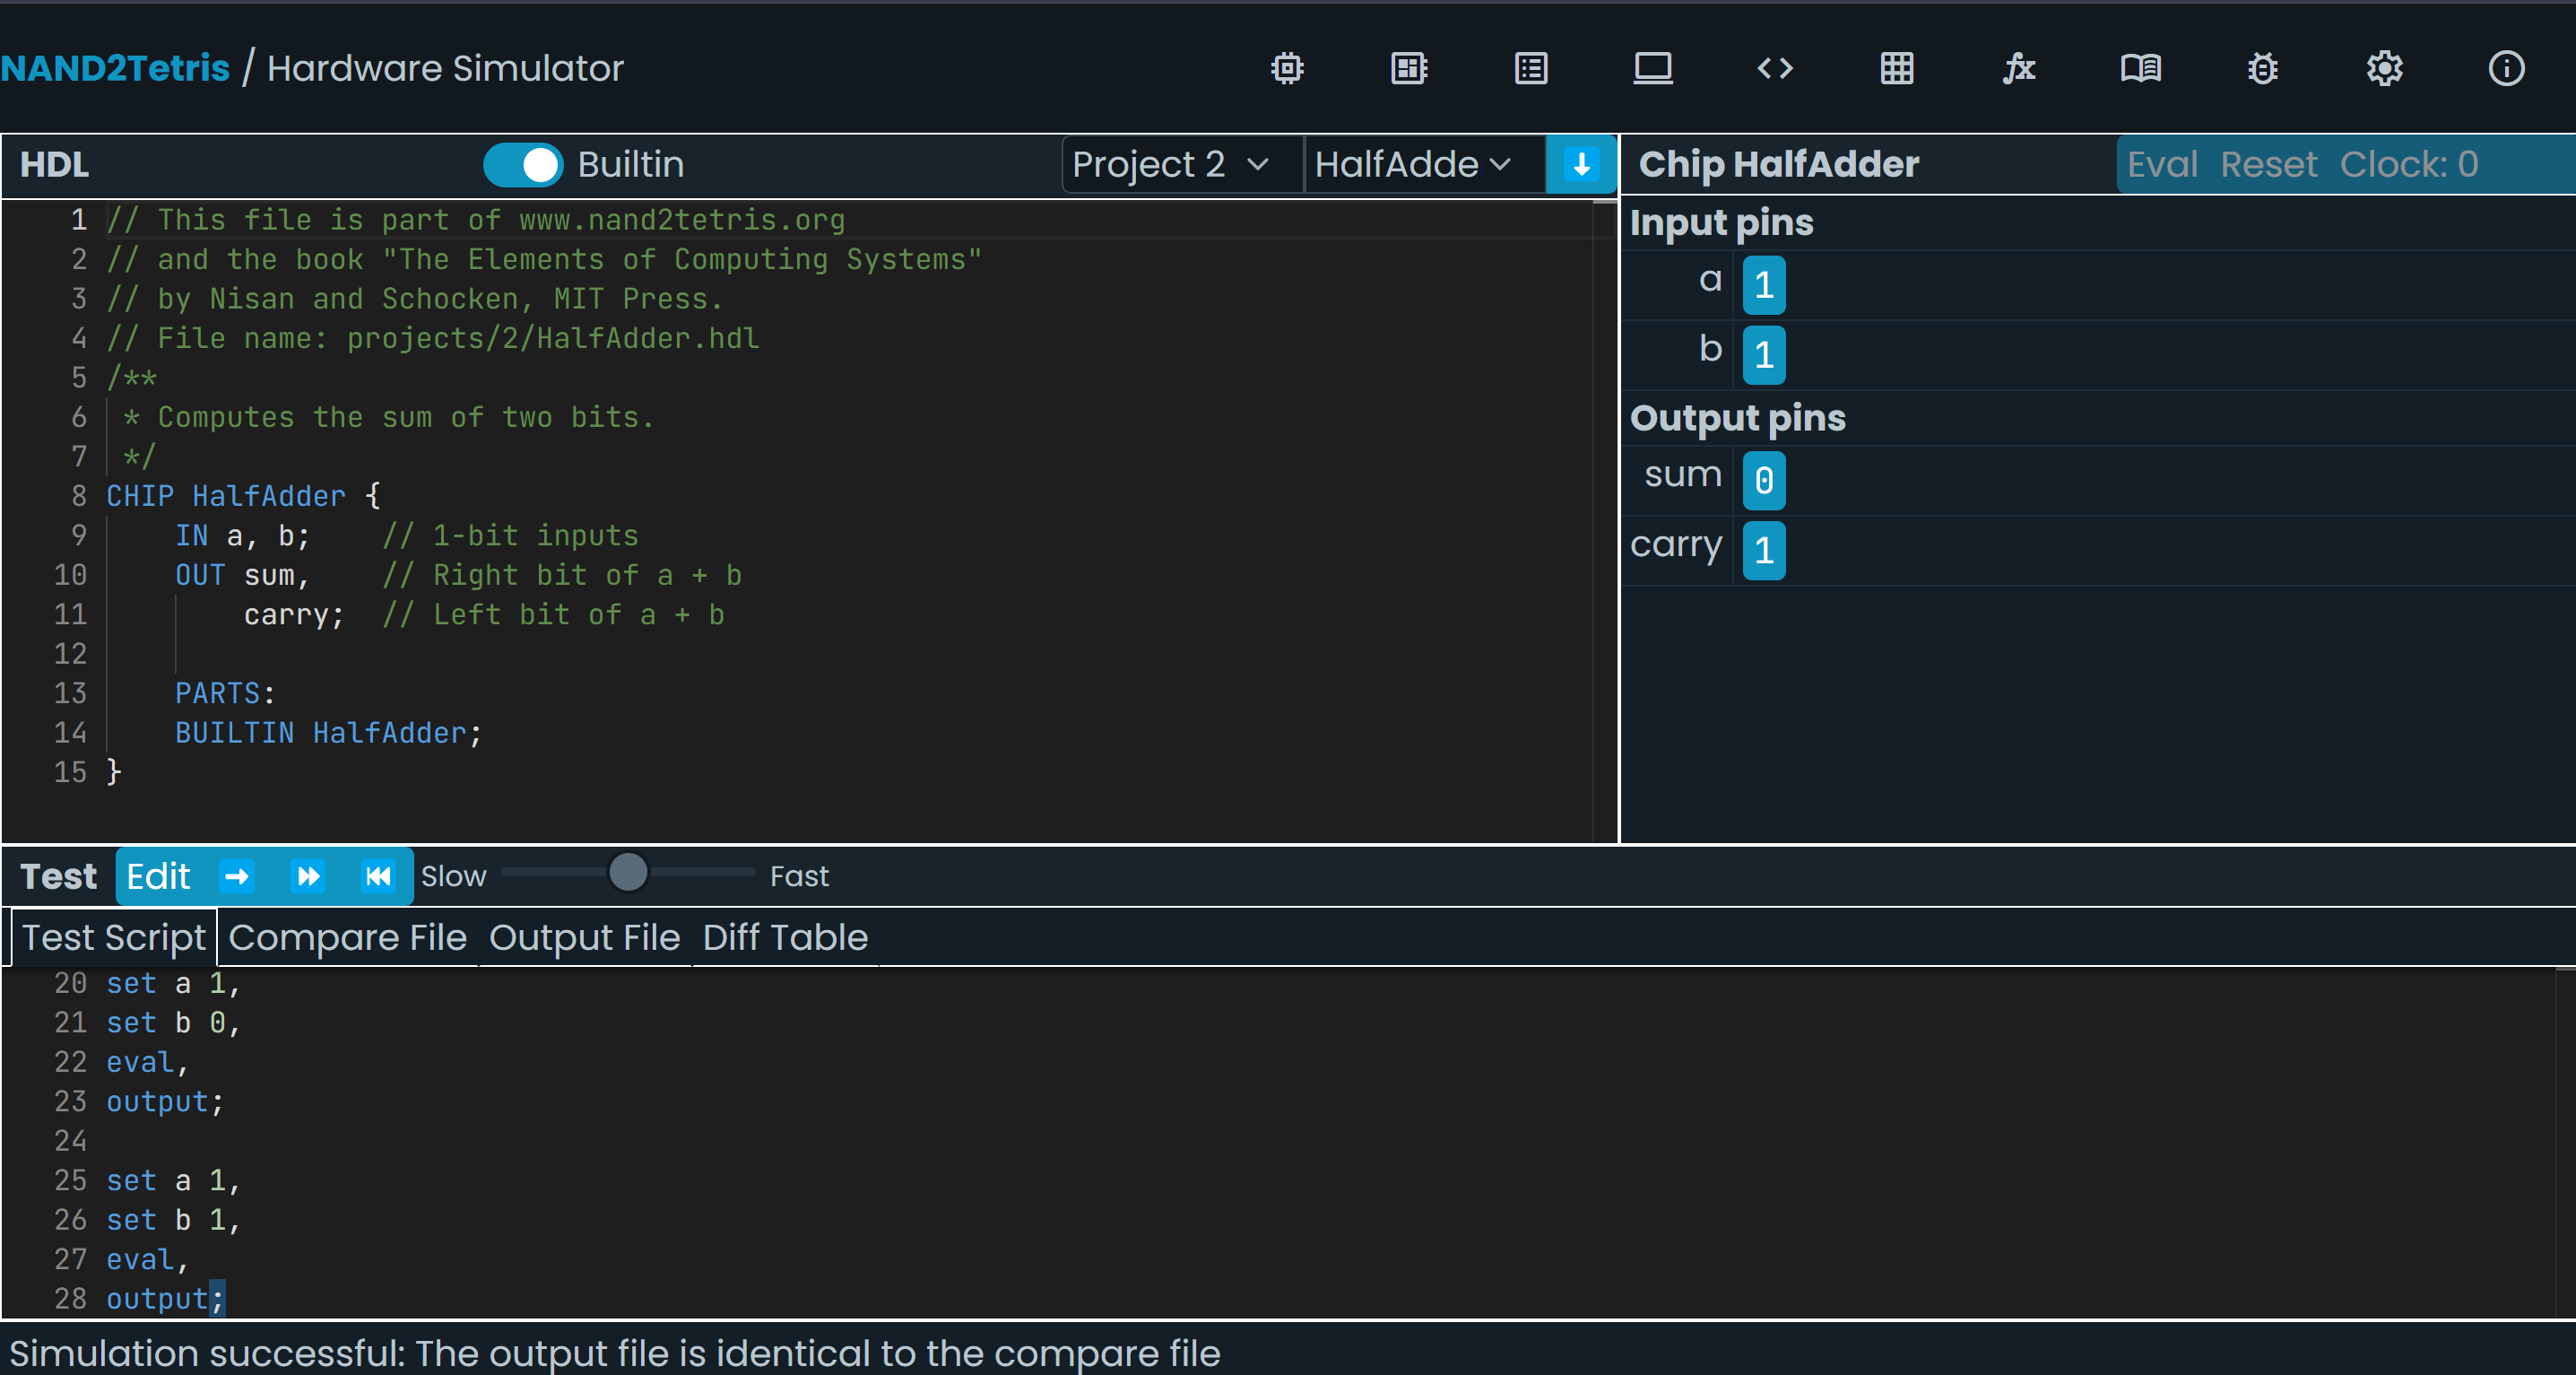 NAND2Tetris / Hardware Simulator
HDL Builtin Project 2 HalfAdde
1 // This file is part of www.nand2tetris.org
2 // and the book "The Elements of Computing Systems"
3 // by Nisan and Schocken, MIT Press.
4 // File name: projects/2/HalfAdder.hdl
5 /**
6  * Computes the sum of two bits.
7  */
8 CHIP HalfAdder {
9     IN a, b;    // 1-bit inputs
10     OUT sum,    // Right bit of a + b
11         carry;  // Left bit of a + b
12
13     PARTS:
14     BUILTIN HalfAdder;
15 }
Chip HalfAdder Eval Reset Clock: 0
Input pins
a 1
b 1
Output pins
sum 0
carry 1
Test Edit Slow Fast
Test Script Compare File Output File Diff Table
20 set a 1,
21 set b 0,
22 eval,
23 output;
24
25 set a 1,
26 set b 1,
27 eval,
28 output;
Simulation successful: The output file is identical to the compare file